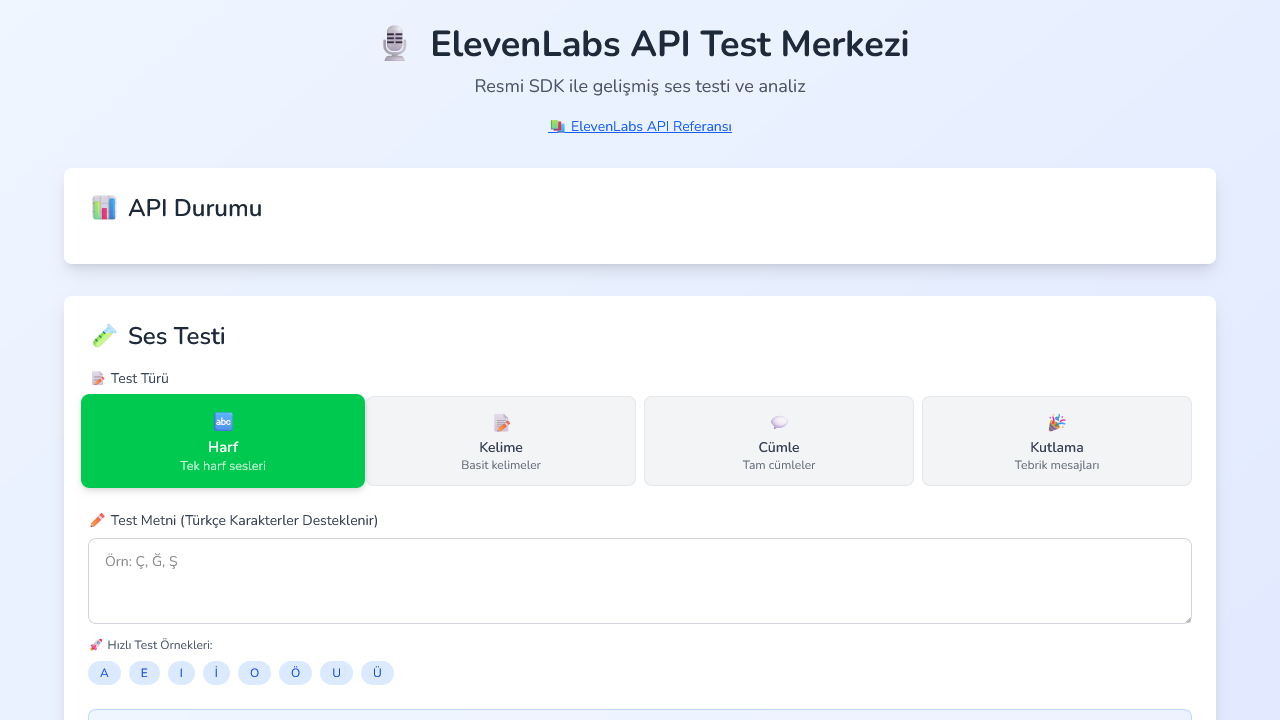 ElevenLabs API Test Merkezi
Resmi SDK ile gelişmiş ses testi ve analiz
ElevenLabs API Referansı
API Durumu
Ses Testi
Test Türü
abc
Harf
Tek harf sesleri
Kelime
Basit kelimeler
Cümle
Tam cümleler
Kutlama
Tebrik mesajları
Test Metni (Türkçe Karakterler Desteklenir)
Örn: Ç, Ğ, Ş
Hızlı Test Örnekleri:
A E I İ O Ö U Ü